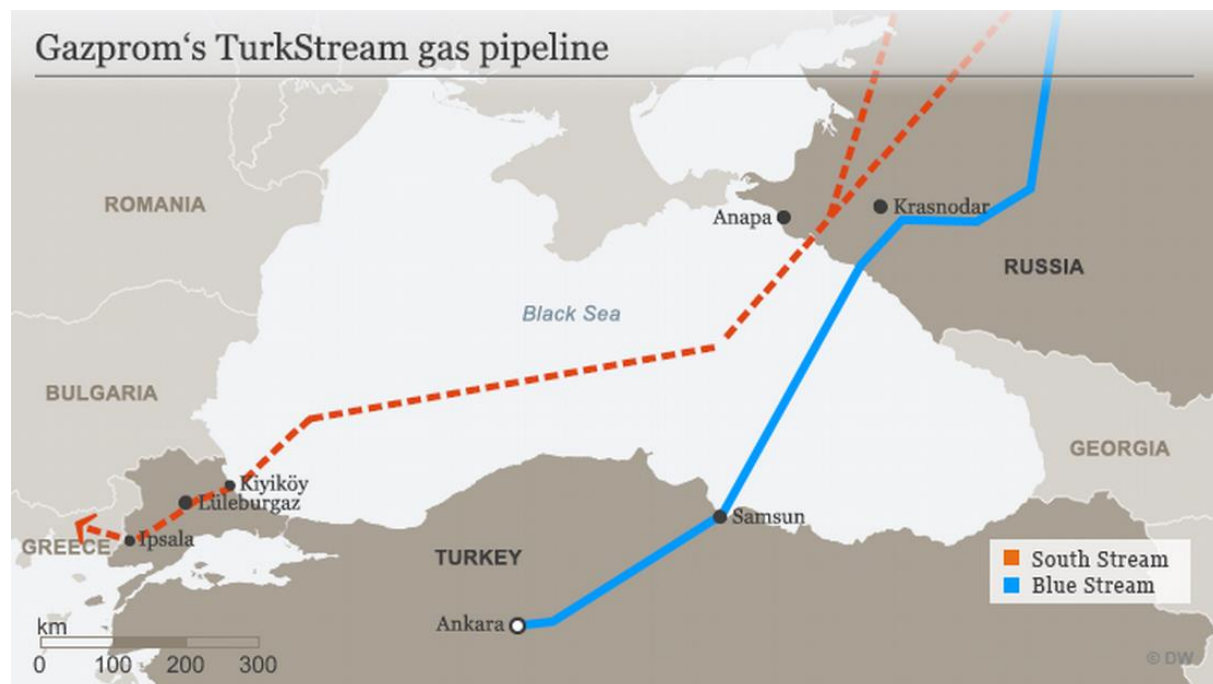 Gazprom‘s TurkStream gas pipeline
ROMANIA
Anapa
Krasnodar
RUSSIA
Black Sea
BULGARIA
GEORGIA
Kiyiköy
Lüleburgaz
Samsun
Ipsala
GREECE
TURKEY
South Stream
Blue Stream
Ankara
km
0 100 200 300
© DW